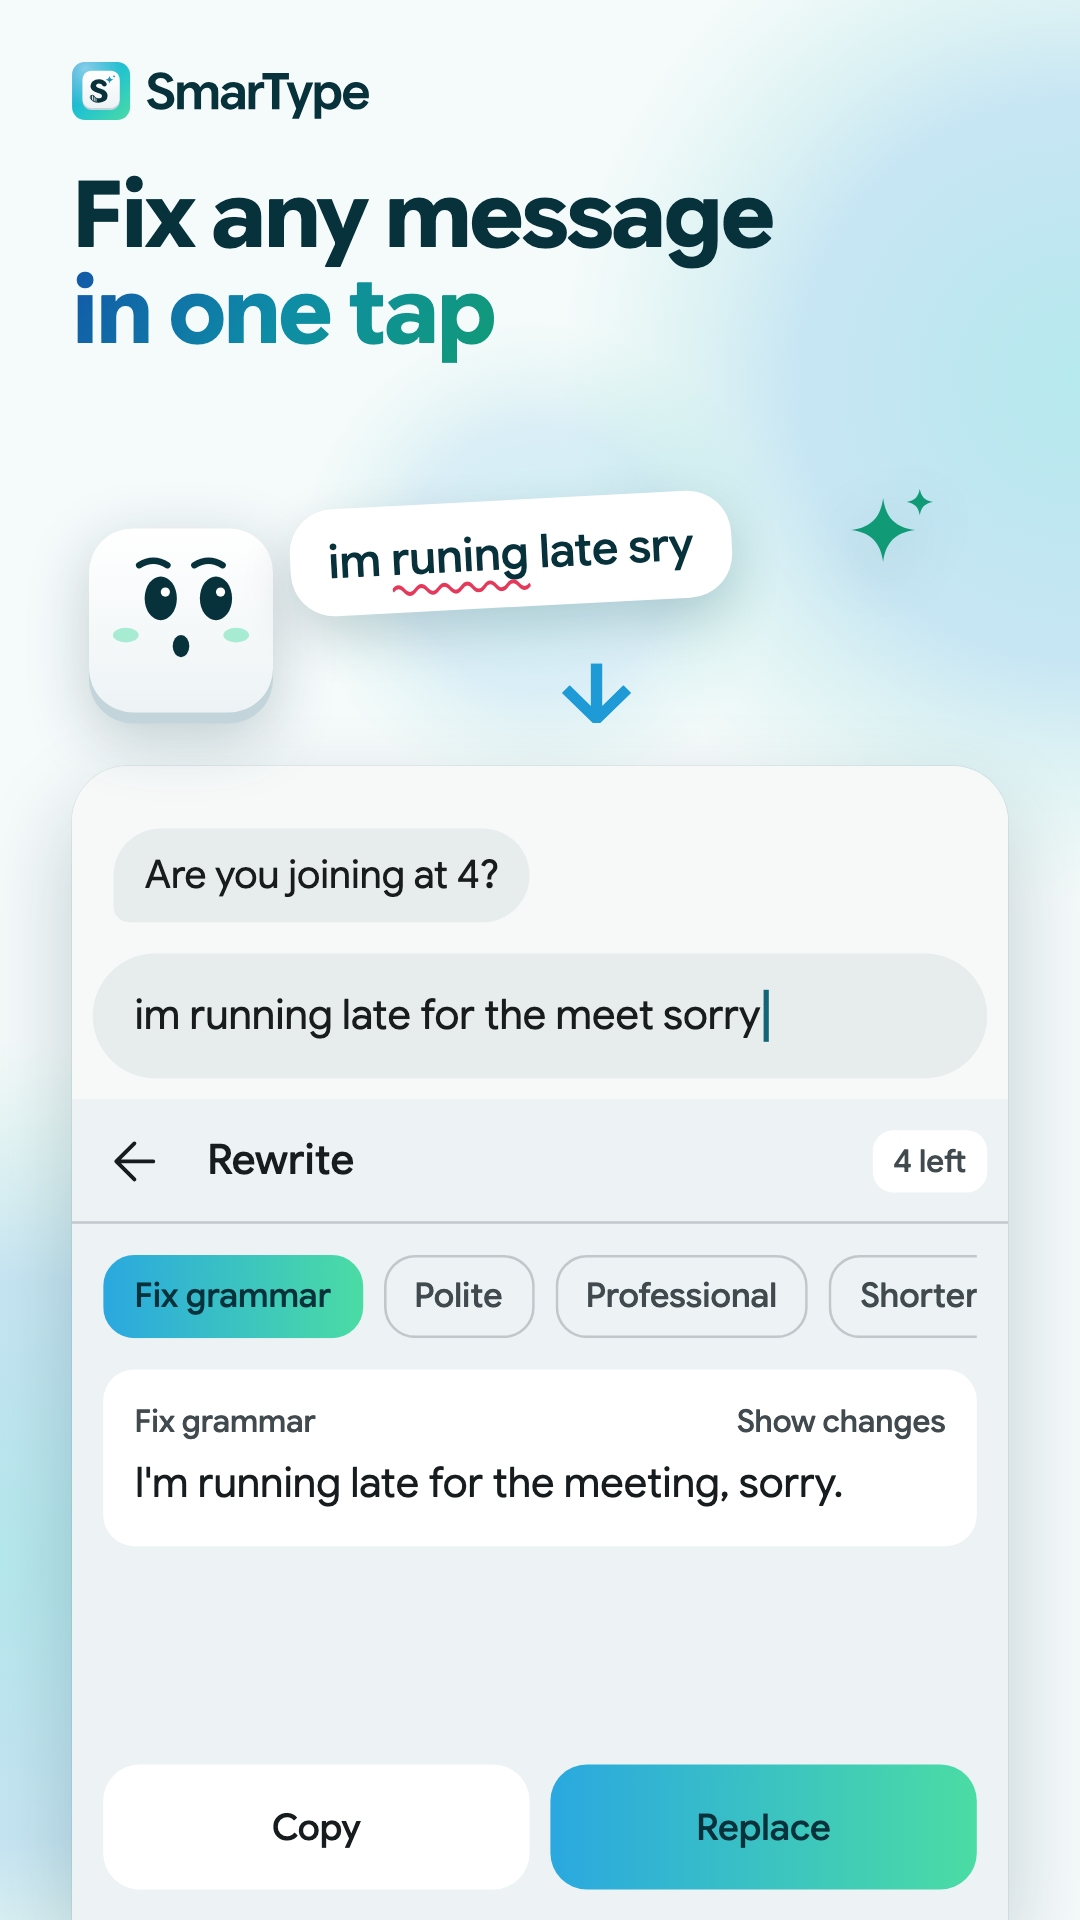 SmarType
Fix any message
in one tap
im runing late sry
Are you joining at 4?
im running late for the meet sorry
Rewrite
4 left
Fix grammar
Polite
Professional
Shorter
Fix grammar
Show changes
I'm running late for the meeting, sorry.
Copy
Replace